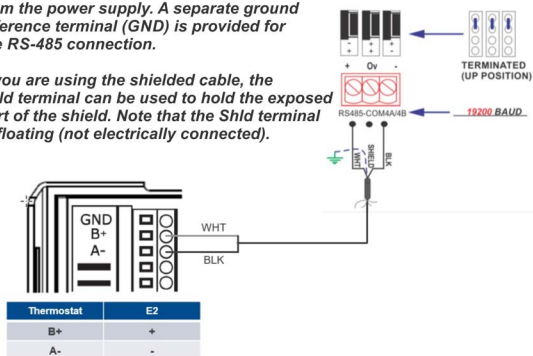 m the power supply. A separate ground
erence terminal (GND) is provided for
e RS-485 connection.
you are using the shielded cable, the
ld terminal can be used to hold the exposed
rt of the shield. Note that the Shld terminal
floating (not electrically connected).
TERMINATED
(UP POSITION)
+ Ov -
RS485-COM4A/4B
19200 BAUD
WHT
SHIELD
BLK
GND
B+
A-
WHT
BLK
Thermostat E2
B+ +
A- -